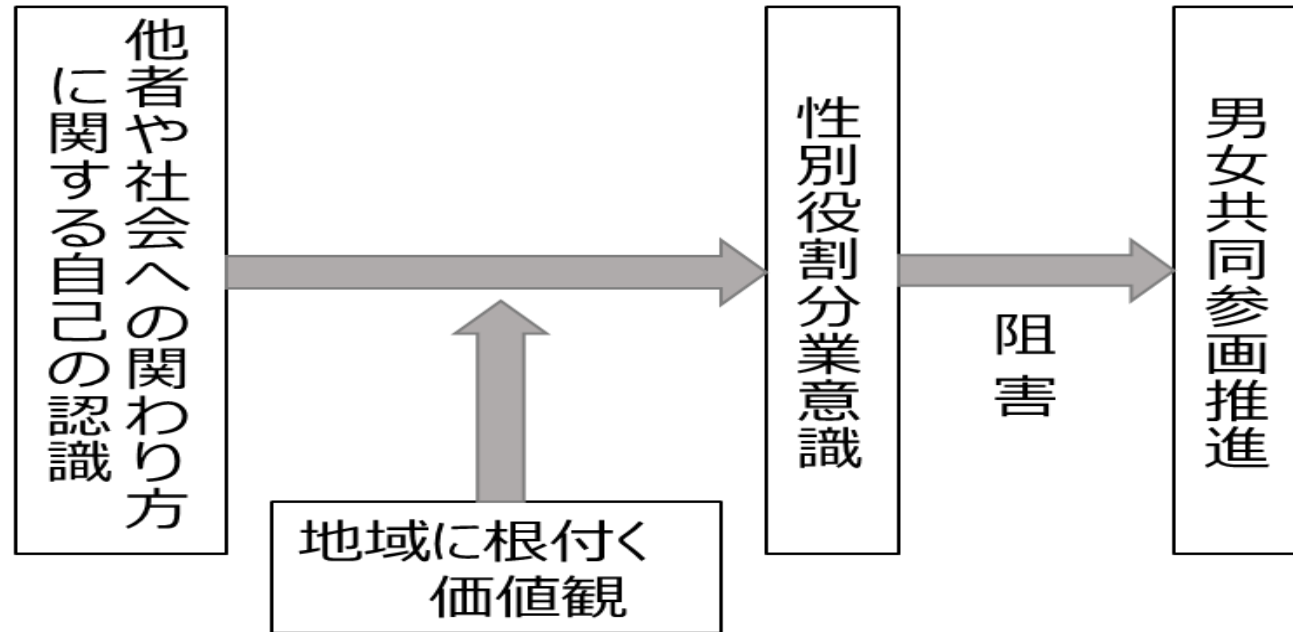 他者や社会への関わり方
に関する自己の認識
地域に根付く
価値観
性別役割分業意識
阻害
男女共同参画推進